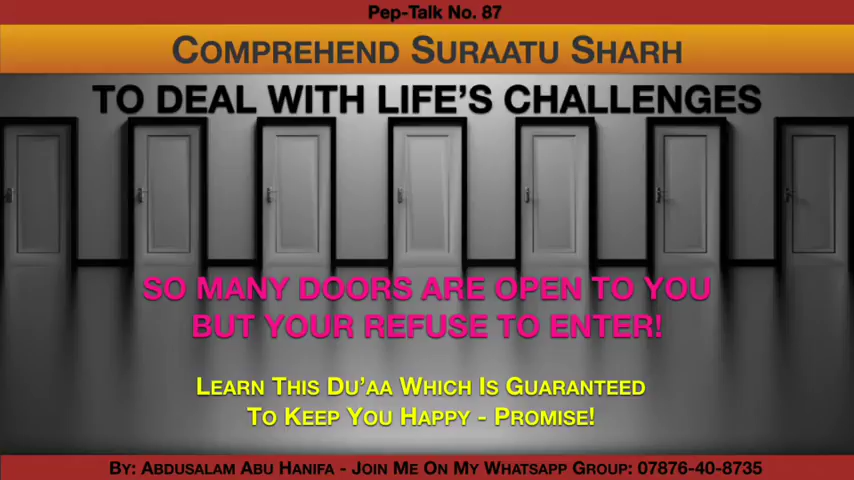 Pep-Talk No. 87
Comprehend Suraatu Sharh
TO DEAL WITH LIFE'S CHALLENGES
SO MANY DOORS ARE OPEN TO YOU
BUT YOUR REFUSE TO ENTER!
Learn This Du'aa Which Is Guaranteed
To Keep You Happy - Promise!
By: Abdusalam Abu Hanifa - Join Me On My Whatsapp Group: 07876-40-8735